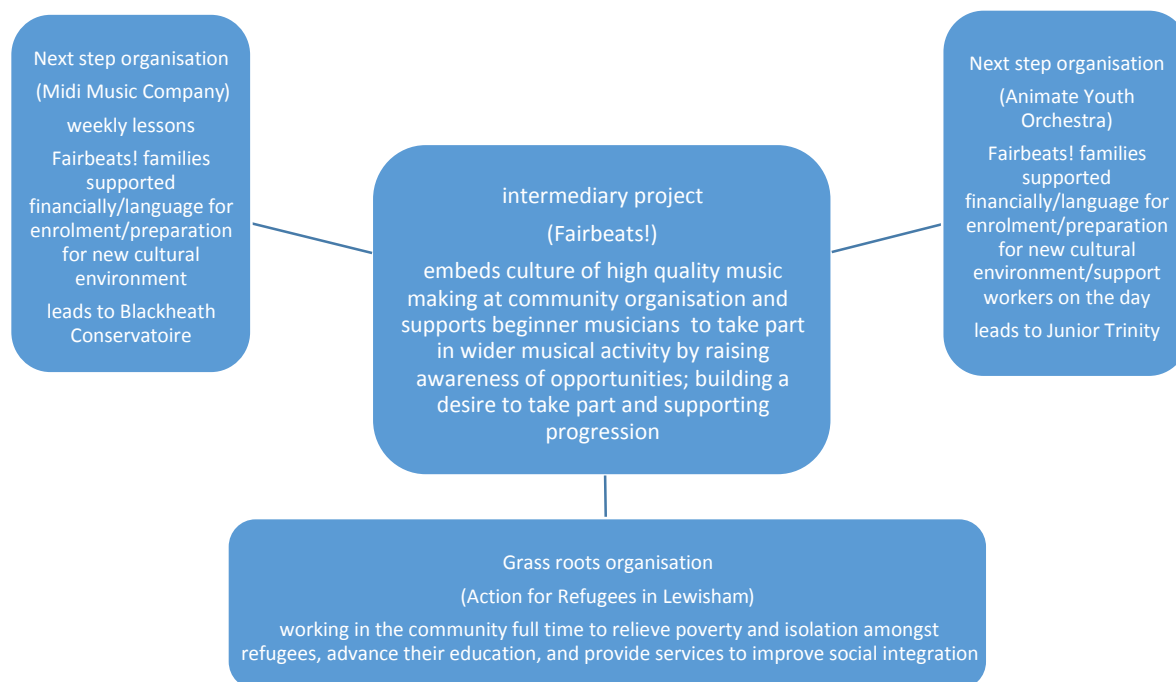 Next step organisation
(Midi Music Company)
weekly lessons
Fairbeats! families
supported
financially/language for
enrolment/preparation
for new cultural
environment
leads to Blackheath
Conservatoire
Next step organisation
(Animate Youth
Orchestra)
Fairbeats! families
supported
financially/language for
enrolment/preparation
for new cultural
environment/support
workers on the day
leads to Junior Trinity
intermediary project
(Fairbeats!)
embeds culture of high quality music
making at community organisation and
supports beginner musicians to take part
in wider musical activity by raising
awareness of opportunities; building a
desire to take part and supporting
progression
Grass roots organisation
(Action for Refugees in Lewisham)
working in the community full time to relieve poverty and isolation amongst
refugees, advance their education, and provide services to improve social integration